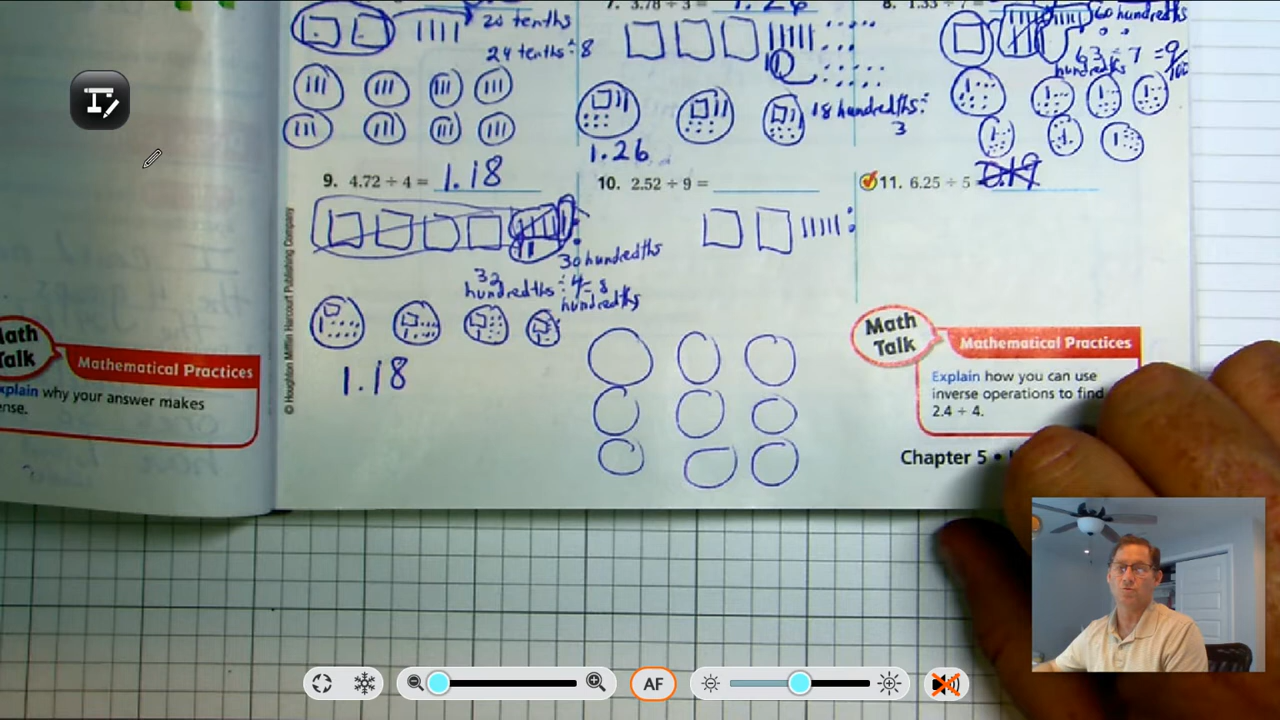 7. 3.78 ÷ 3 = 1.26
8. 1.33 ÷ 7 =
20 tenths
24 tenths ÷ 8
60 hundredths
63 ÷ 7 = 9/100
hundredths
18 hundredths ÷
3
1.26
9. 4.72 ÷ 4 = 1.18
10. 2.52 ÷ 9 =
11. 6.25 ÷ 5 0.19
30 hundredths
32
hundredths ÷ 4 = 8
hundredths
1.18
© Houghton Mifflin Harcourt Publishing Company
Math
Talk
Mathematical Practices
Explain why your answer makes
sense.
Math
Talk
Mathematical Practices
Explain how you can use
inverse operations to find
2.4 ÷ 4.
Chapter 5 •
AF